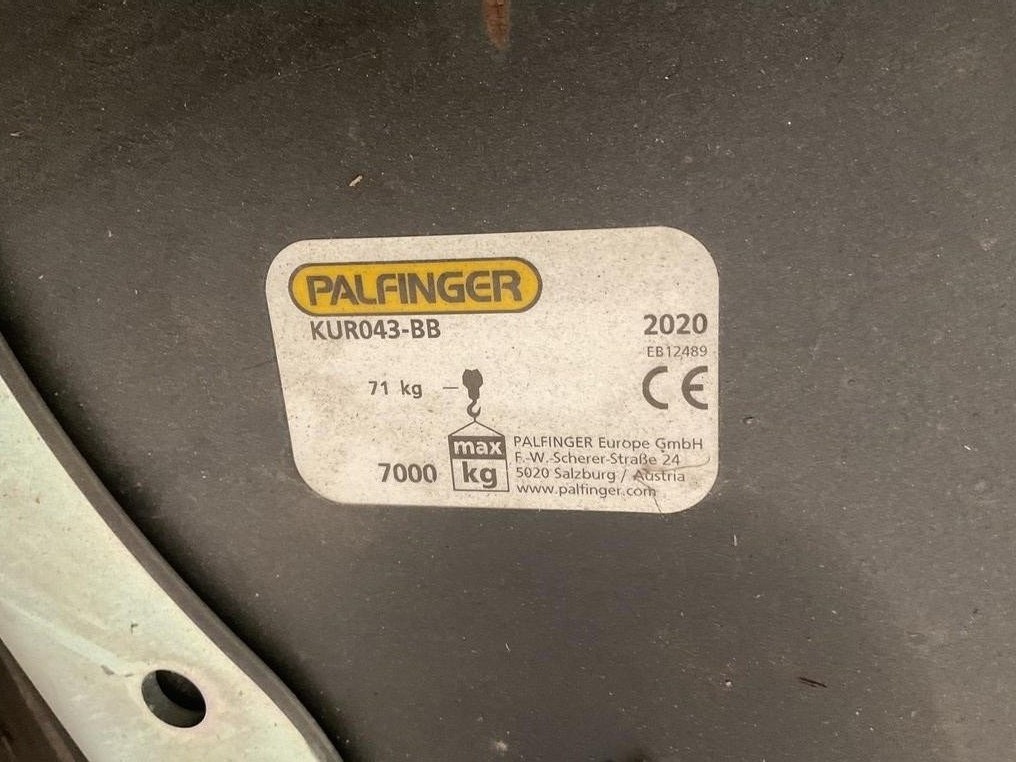 PALFINGER
KUR043-BB
2020
EB12489
CE
71 kg
max
7000 kg
PALFINGER Europe GmbH
F.-W.-Scherer-Straße 24
5020 Salzburg / Austria
www.palfinger.com